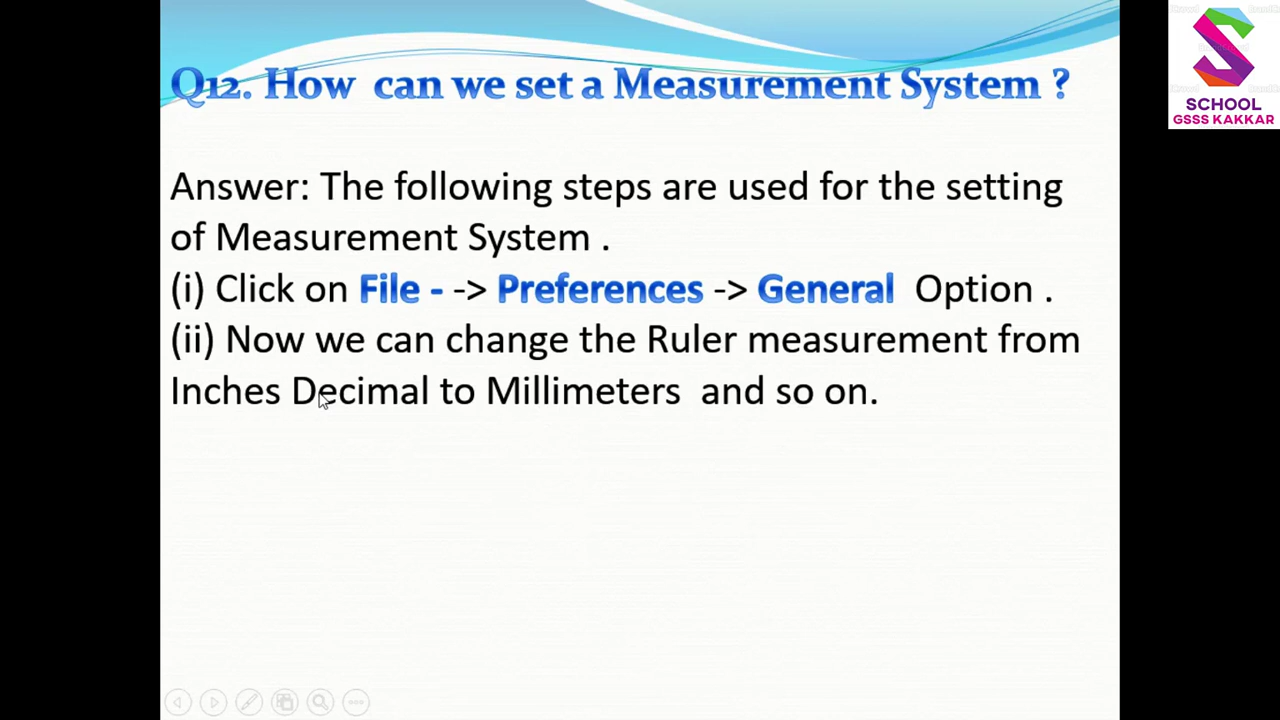 Q12. How can we set a Measurement System ?
SCHOOL
GSSS KAKKAR
Answer: The following steps are used for the setting
of Measurement System .
(i) Click on File - -> Preferences -> General Option .
(ii) Now we can change the Ruler measurement from
Inches Decimal to Millimeters and so on.